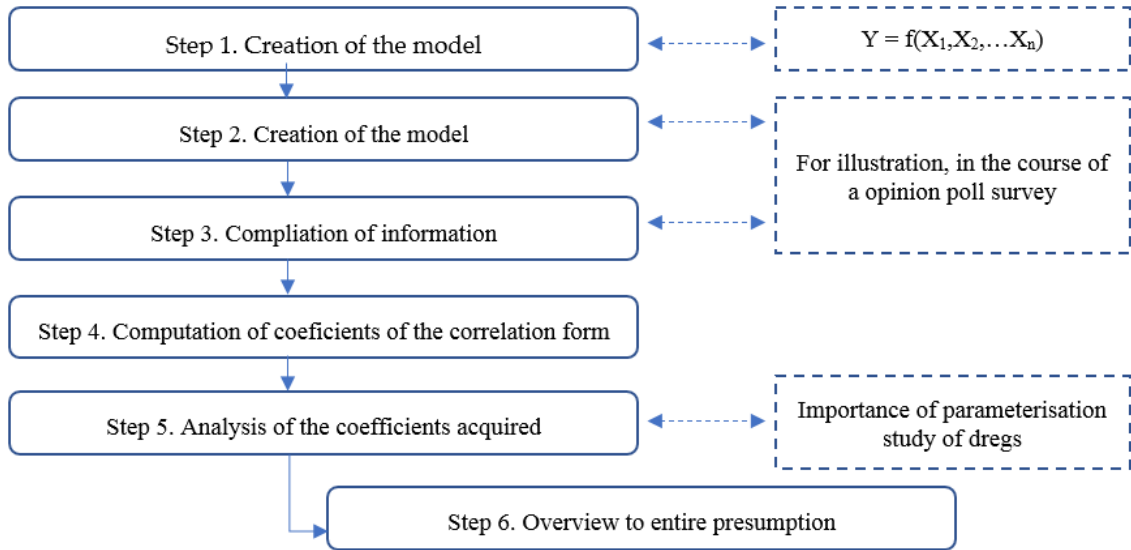 Step 1. Creation of the model
Y = f(X₁,X₂,…Xₙ)
Step 2. Creation of the model
For illustration, in the course of
a opinion poll survey
Step 3. Compliation of information
Step 4. Computation of coeficients of the correlation form
Step 5. Analysis of the coefficients acquired
Importance of parameterisation
study of dregs
Step 6. Overview to entire presumption